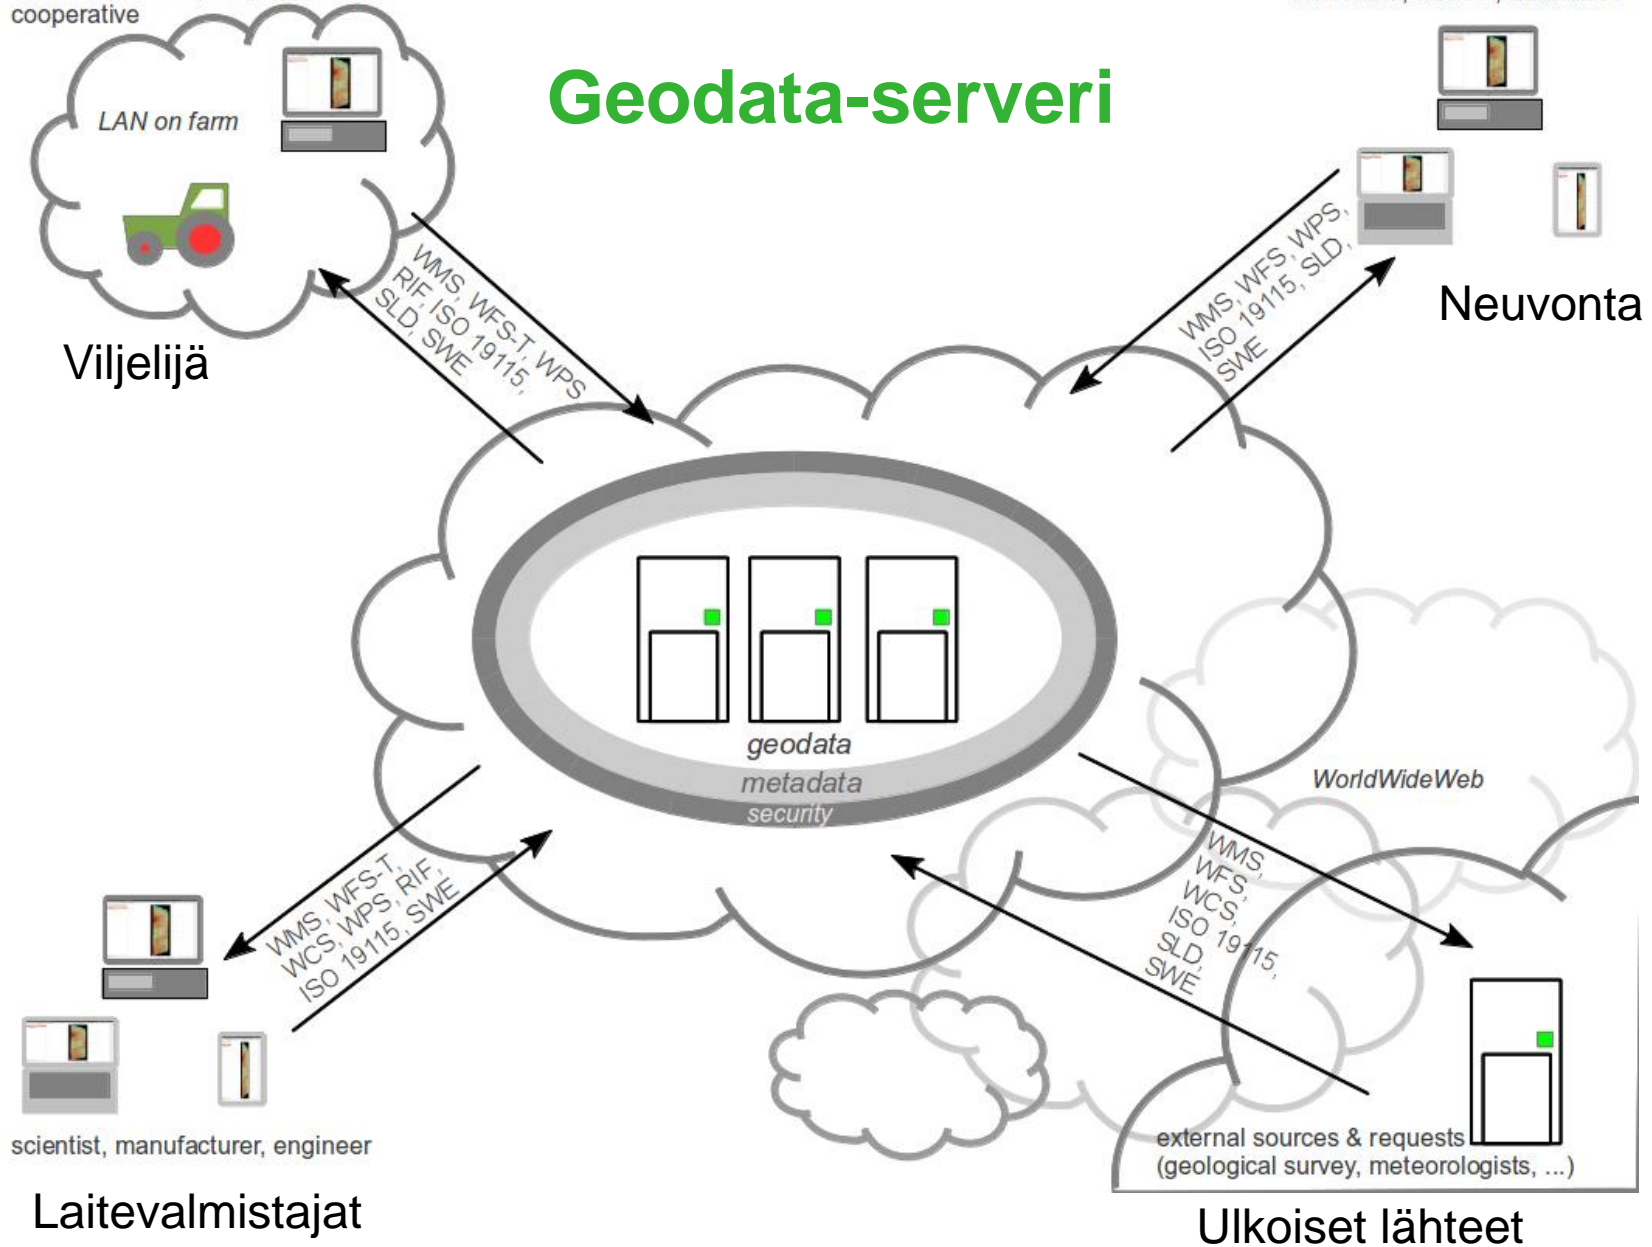 cooperative
Geodata-serveri
LAN on farm
WMS, WFS-T, WPS
RIF, ISO 19115,
SLD, SWE
WMS, WFS, WPS,
ISO 19115, SLD,
SWE
Viljelijä
Neuvonta
geodata
metadata
security
WorldWideWeb
WMS, WFS-T,
WCS, WPS, RIF,
ISO 19115, SWE
WMS,
WFS,
WCS,
ISO 19115,
SLD,
SWE
scientist, manufacturer, engineer
external sources & requests
(geological survey, meteorologists, ...)
Laitevalmistajat
Ulkoiset lähteet